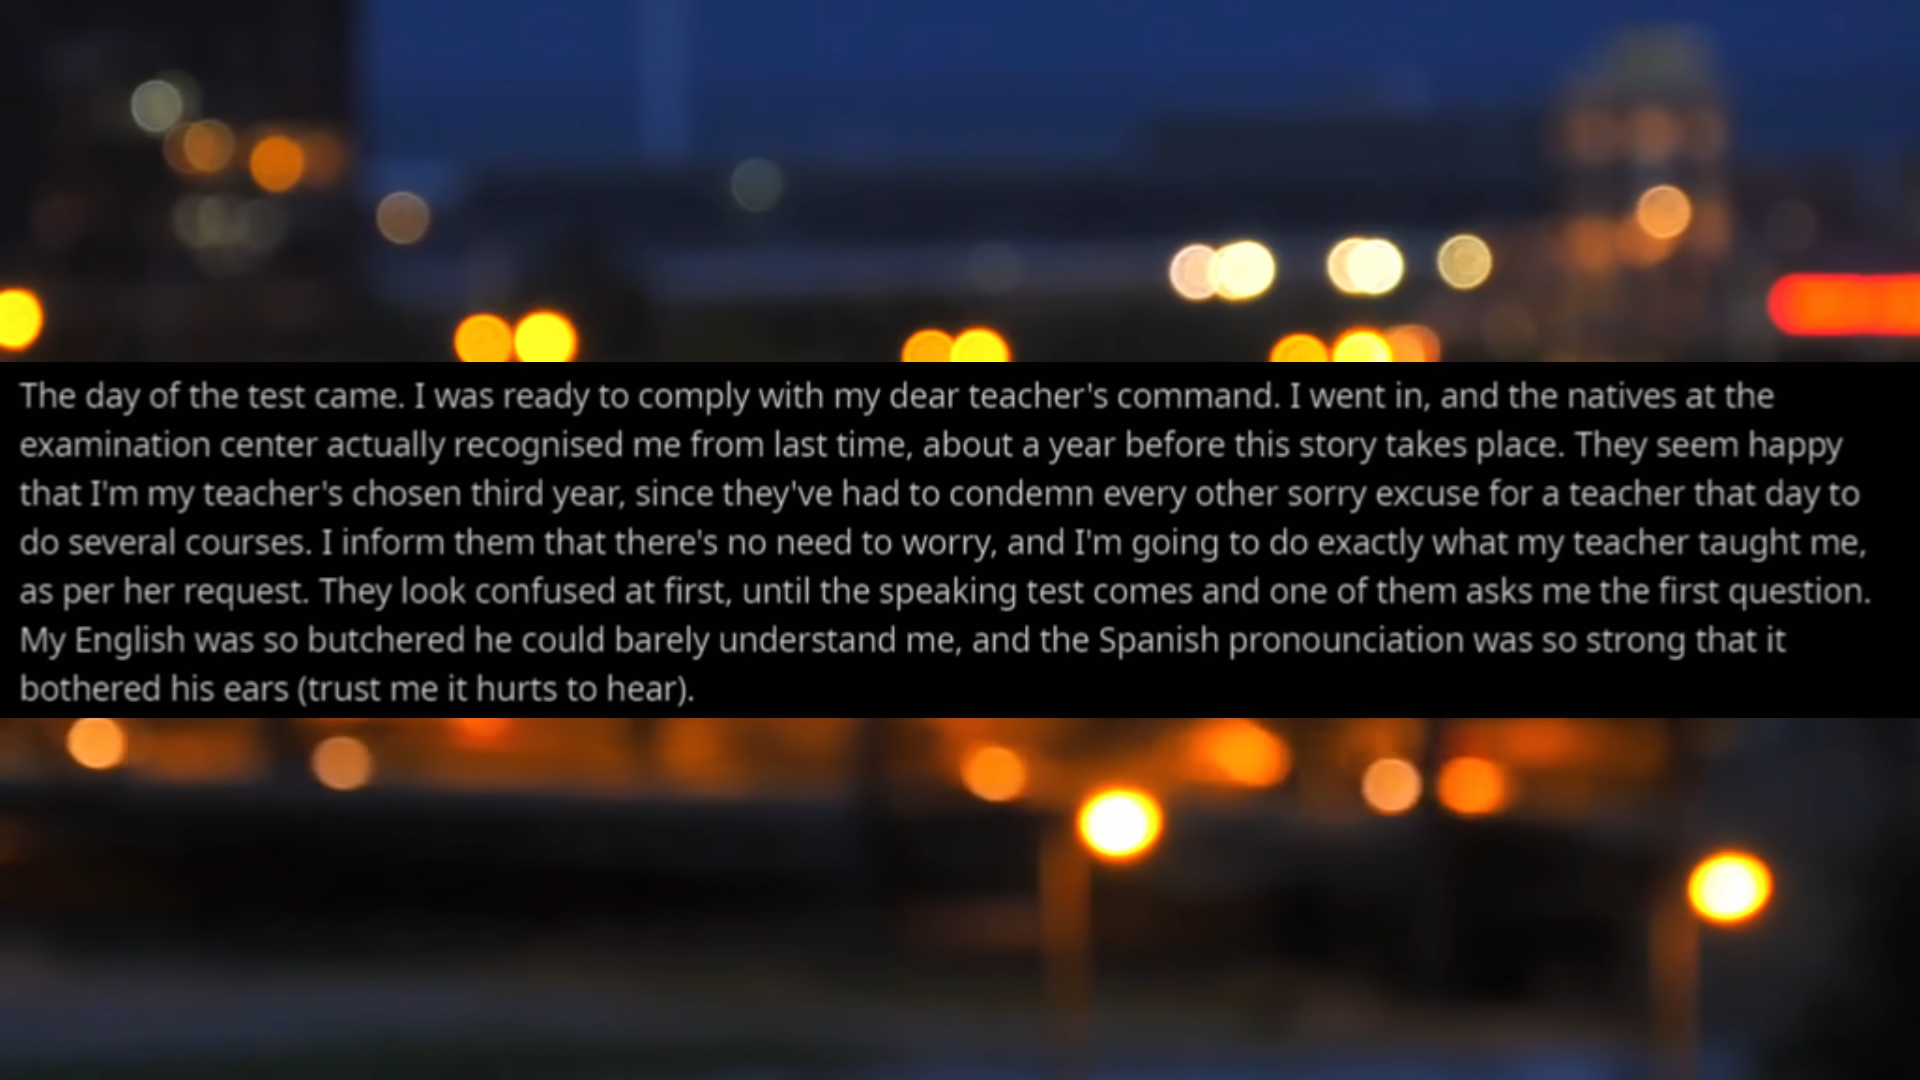 The day of the test came. I was ready to comply with my dear teacher's command. I went in, and the natives at the
examination center actually recognised me from last time, about a year before this story takes place. They seem happy
that I'm my teacher's chosen third year, since they've had to condemn every other sorry excuse for a teacher that day to
do several courses. I inform them that there's no need to worry, and I'm going to do exactly what my teacher taught me,
as per her request. They look confused at first, until the speaking test comes and one of them asks me the first question.
My English was so butchered he could barely understand me, and the Spanish pronounciation was so strong that it
bothered his ears (trust me it hurts to hear).